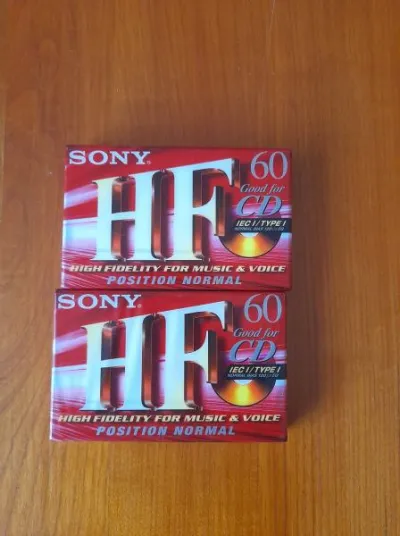 SONY
60
HF
Good for
CD
IEC I / TYPE I
HIGH FIDELITY FOR MUSIC & VOICE
POSITION NORMAL
SONY
60
HF
Good for
CD
IEC I / TYPE I
HIGH FIDELITY FOR MUSIC & VOICE
POSITION NORMAL